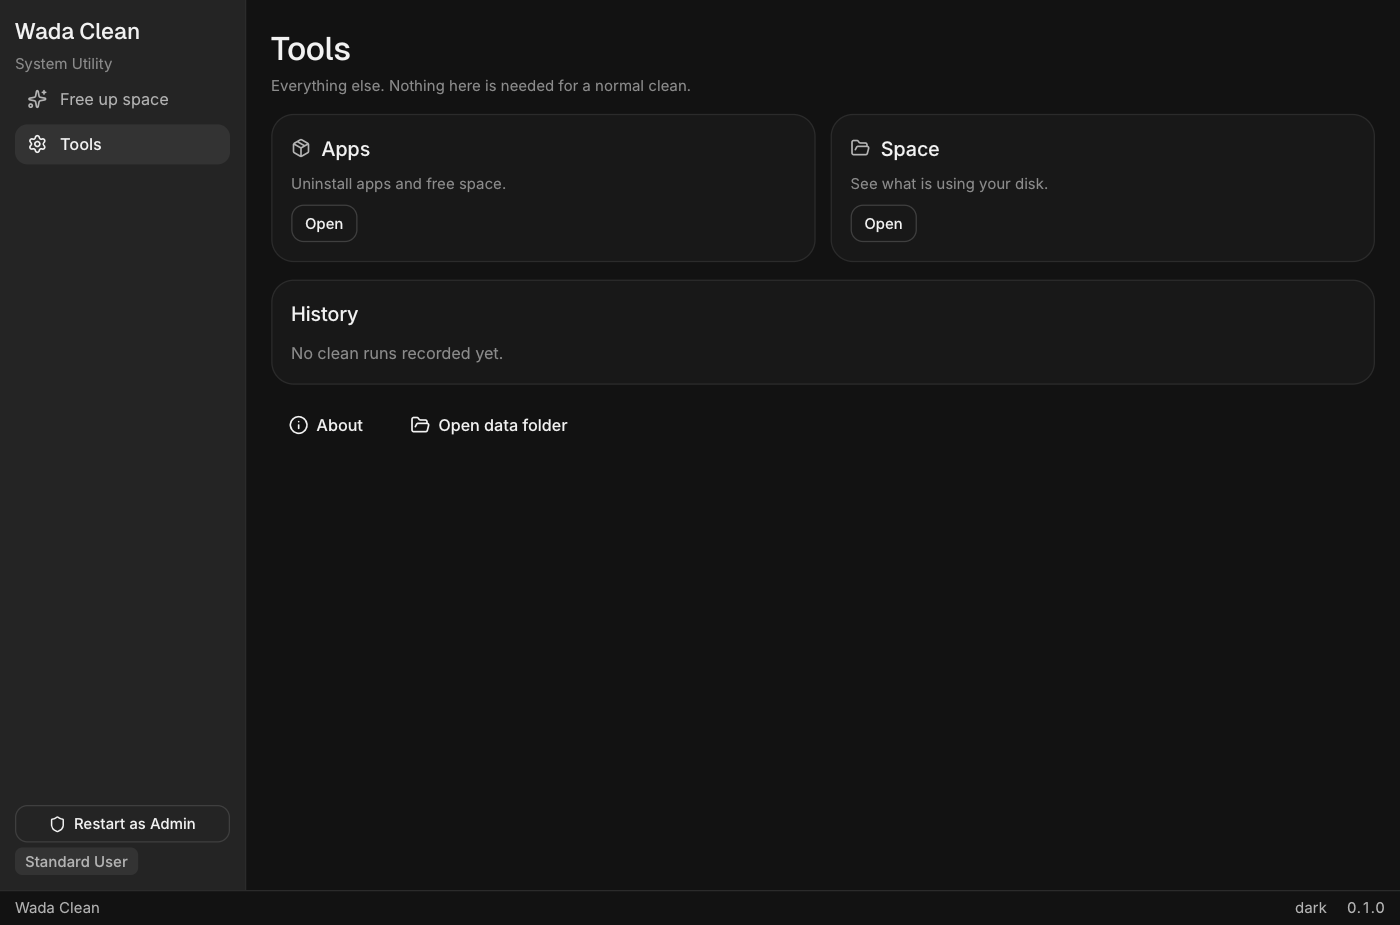 Wada Clean
System Utility
Free up space
Tools
Restart as Admin
Standard User
Tools
Everything else. Nothing here is needed for a normal clean.
Apps
Uninstall apps and free space.
Open
Space
See what is using your disk.
Open
History
No clean runs recorded yet.
About
Open data folder
Wada Clean
dark
0.1.0